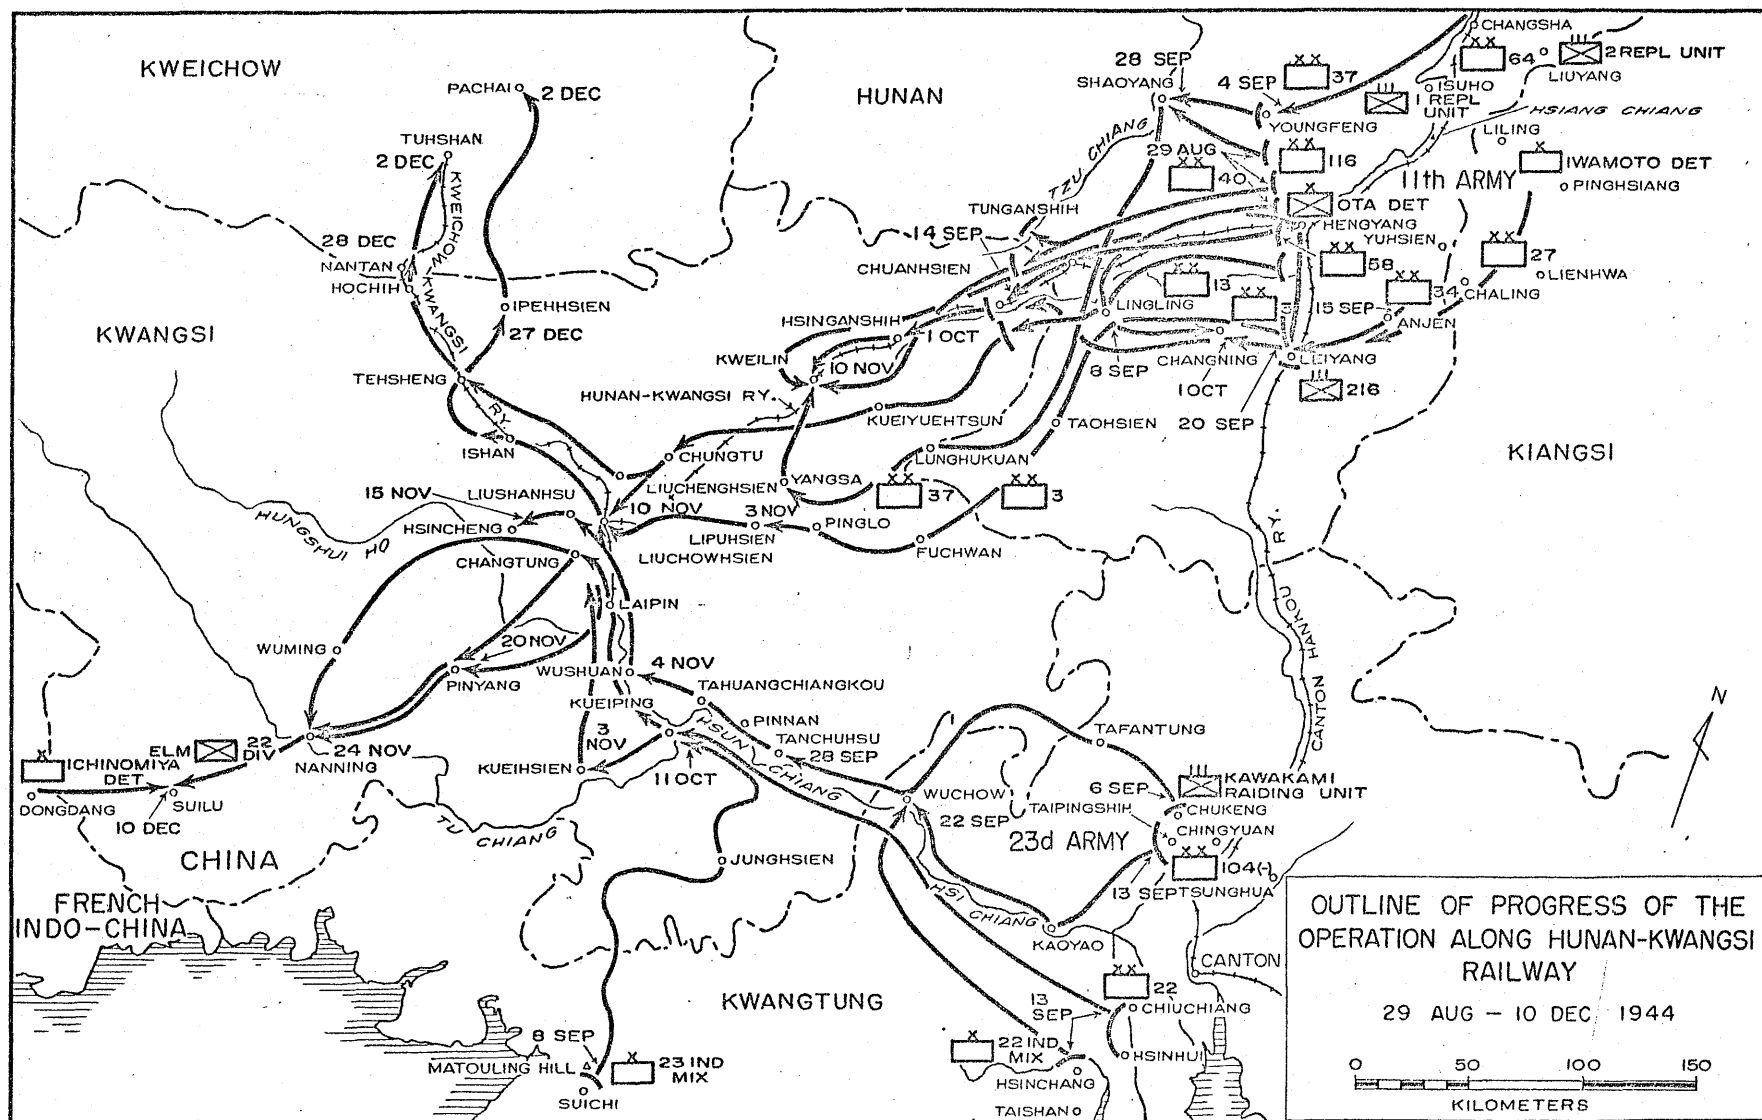 KWEICHOW
PACHAI
2 DEC
TUHSHAN
2 DEC
KWEICHOW-KWANGSI
RY.
28 DEC
NANTAN
HOCHIH
IPEHHSIEN
27 DEC
KWANGSI
TEHSHENG
ISHAN
HUNAN
28 SEP
SHAOYANG
4 SEP
37
CHANGSHA
64
2 REPL UNIT
LIUYANG
ISUHO
1 REPL
UNIT
HSIANG CHIANG
LILING
YOUNGFENG
TZU CHIANG
29 AUG
116
40
11th ARMY
IWAMOTO DET
PINGHSIANG
OTA DET
HENGYANG
TUNGANSHIH
14 SEP
CHUANHSIEN
YUHSIEN
27
LIENHWA
58
13
34
CHALING
LINGLING
3
15 SEP
ANJEN
HSINGANSHIH
1 OCT
KWEILIN
10 NOV
HUNAN-KWANGSI RY.
CHANGNING
LEIYANG
8 SEP
1 OCT
216
20 SEP
KUEIYUEHTSUN
TAOHSIEN
CHUNGTU
LUNGHUKUAN
KIANGSI
LIUCHENGHSIEN
YANGSA
37
3
15 NOV
LIUSHANHSU
HSINCHENG
10 NOV
3 NOV
PINGLO
LIPUHSIEN
LIUCHOWHSIEN
FUCHWAN
HUNGSHUI HO
CHANGTUNG
LAIPIN
CANTON HANKOU RY.
WUMING
20 NOV
PINYANG
WUSHUAN
4 NOV
TAHUANGCHIANGKOU
KUEIPING
PINNAN
HSUN CHIANG
TANCHUHSU
28 SEP
TAFANTUNG
3
NOV
KUEIHSIEN
11 OCT
N
ELM
22
DIV
24 NOV
NANNING
ICHINOMIYA
DET
DONGDANG
SUILU
10 DEC
TU CHIANG
WUCHOW
22 SEP
6 SEP
KAWAKAMI
RAIDING UNIT
CHUKENG
TAIPINGSHIH
CHINGYUAN
23d ARMY
104(-)
13 SEP
TSUNGHUA
JUNGHSIEN
CHINA
FRENCH
INDO-CHINA
HSI CHIANG
KAOYAO
CANTON
KWANGTUNG
22
CHIUCHIANG
13
SEP
8 SEP
MATOULING HILL
23 IND
MIX
SUICHI
22 IND
MIX
HSINHUI
HSINCHANG
TAISHAN
OUTLINE OF PROGRESS OF THE
OPERATION ALONG HUNAN-KWANGSI
RAILWAY
29 AUG – 10 DEC 1944
0 50 100 150
KILOMETERS